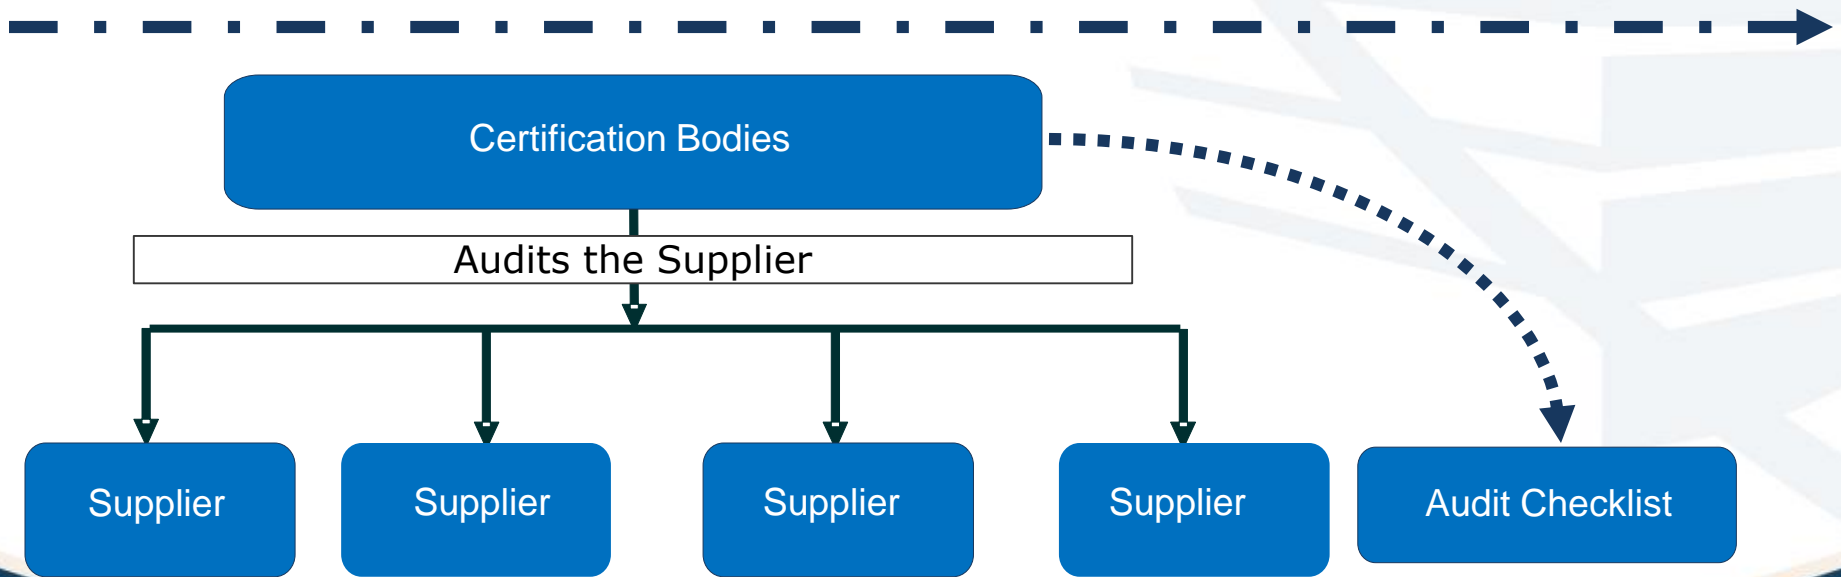 Certification Bodies
Audits the Supplier
Supplier
Supplier
Supplier
Supplier
Audit Checklist